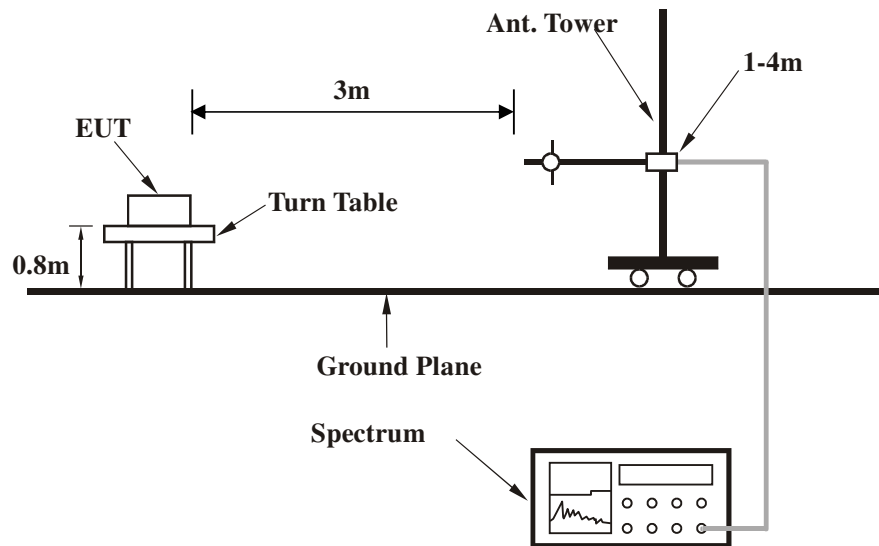 Ant. Tower
1-4m
3m
EUT
Turn Table
0.8m
Ground Plane
Spectrum